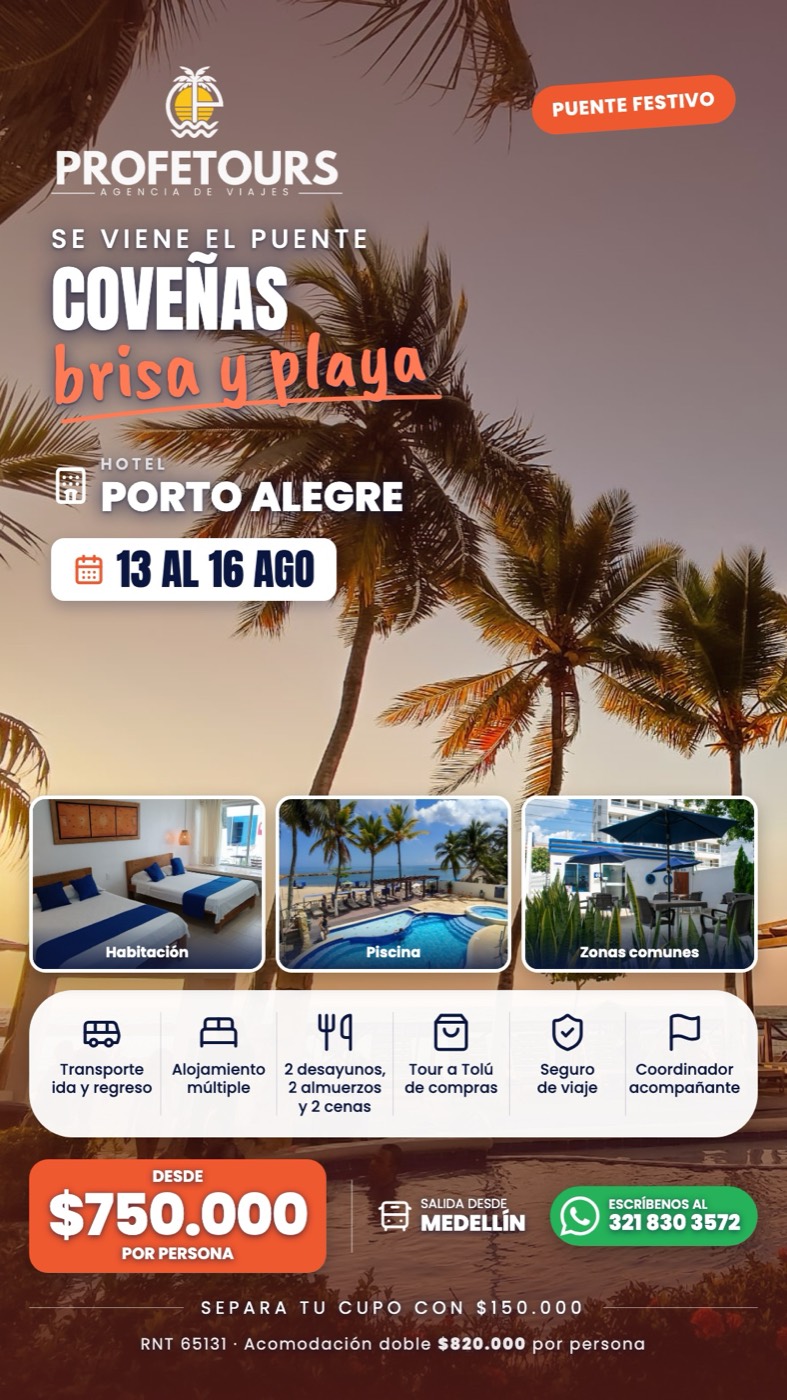 PUENTE FESTIVO
PROFETOURS
AGENCIA DE VIAJES
SE VIENE EL PUENTE
COVEÑAS
brisa y playa
HOTEL
PORTO ALEGRE
13 AL 16 AGO
Habitación
Piscina
Zonas comunes
Transporte
ida y regreso
Alojamiento
múltiple
2 desayunos,
2 almuerzos
y 2 cenas
Tour a Tolú
de compras
Seguro
de viaje
Coordinador
acompañante
DESDE
$750.000
POR PERSONA
SALIDA DESDE
MEDELLÍN
ESCRÍBENOS AL
321 830 3572
SEPARA TU CUPO CON $150.000
RNT 65131 · Acomodación doble $820.000 por persona